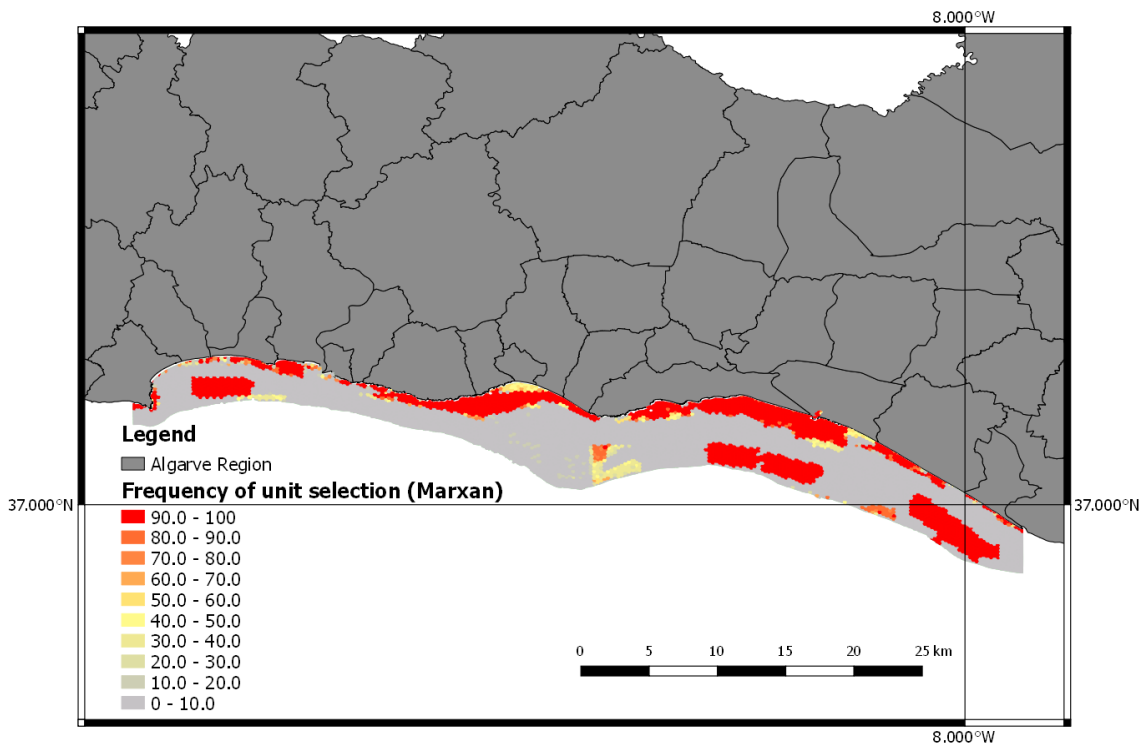 8.000°W
Legend
Algarve Region
Frequency of unit selection (Marxan)
37.000°N
37.000°N
90.0 - 100
80.0 - 90.0
70.0 - 80.0
60.0 - 70.0
50.0 - 60.0
40.0 - 50.0
30.0 - 40.0
20.0 - 30.0
10.0 - 20.0
0 - 10.0
0 5 10 15 20 25 km
8.000°W